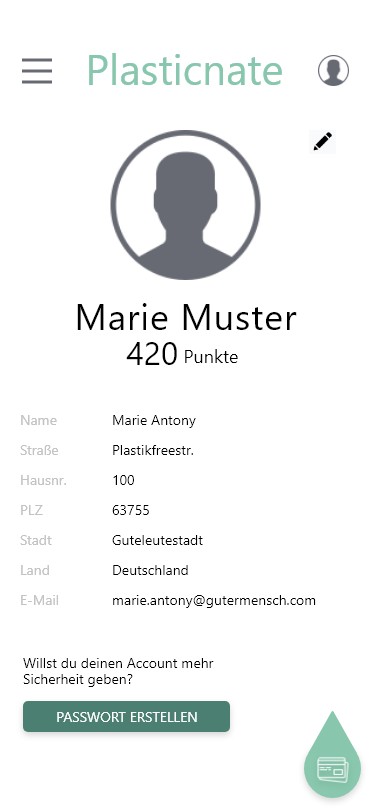 Plasticnate
Marie Muster
420 Punkte
Name Marie Antony
Straße Plastikfreestr.
Hausnr. 100
PLZ 63755
Stadt Guteleutestadt
Land Deutschland
E-Mail marie.antony@gutermensch.com
Willst du deinen Account mehr
Sicherheit geben?
PASSWORT ERSTELLEN